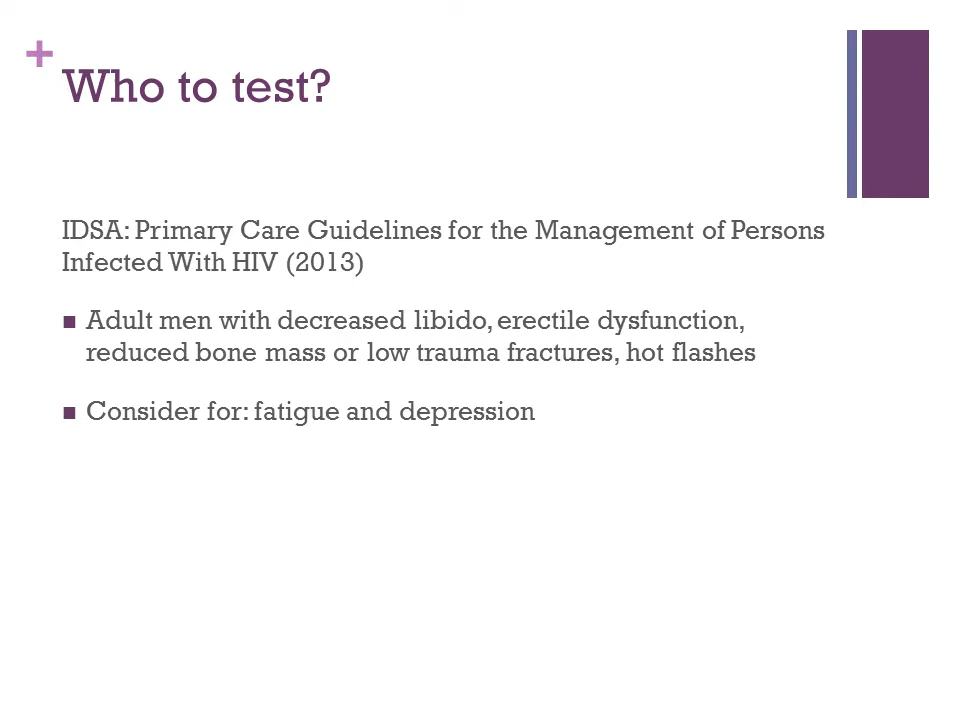 +
Who to test?
IDSA: Primary Care Guidelines for the Management of Persons
Infected With HIV (2013)
■ Adult men with decreased libido, erectile dysfunction,
reduced bone mass or low trauma fractures, hot flashes
■ Consider for: fatigue and depression